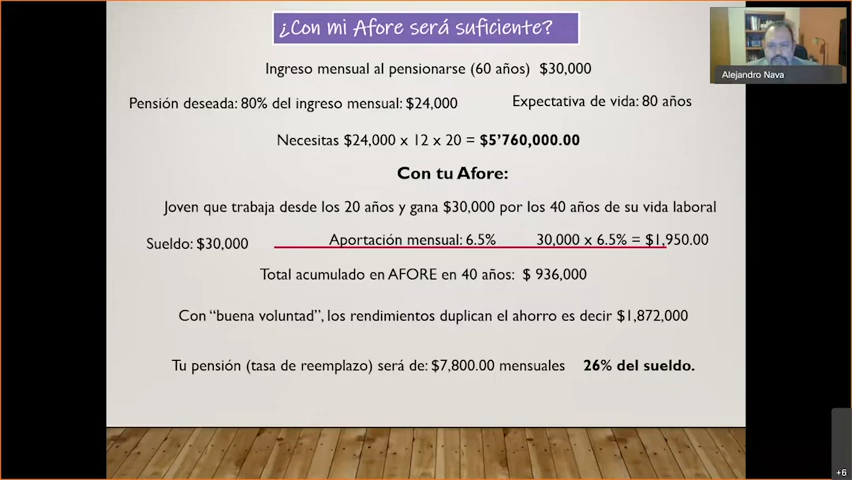 ¿Con mi Afore será suficiente?
Ingreso mensual al pensionarse (60 años) $30,000
Pensión deseada: 80% del ingreso mensual: $24,000
Expectativa de vida: 80 años
Necesitas $24,000 x 12 x 20 = $5'760,000.00
Con tu Afore:
Joven que trabaja desde los 20 años y gana $30,000 por los 40 años de su vida laboral
Sueldo: $30,000
Aportación mensual: 6.5%
30,000 x 6.5% = $1,950.00
Total acumulado en AFORE en 40 años: $ 936,000
Con “buena voluntad”, los rendimientos duplican el ahorro es decir $1,872,000
Tu pensión (tasa de reemplazo) será de: $7,800.00 mensuales 26% del sueldo.
Alejandro Nava
+6